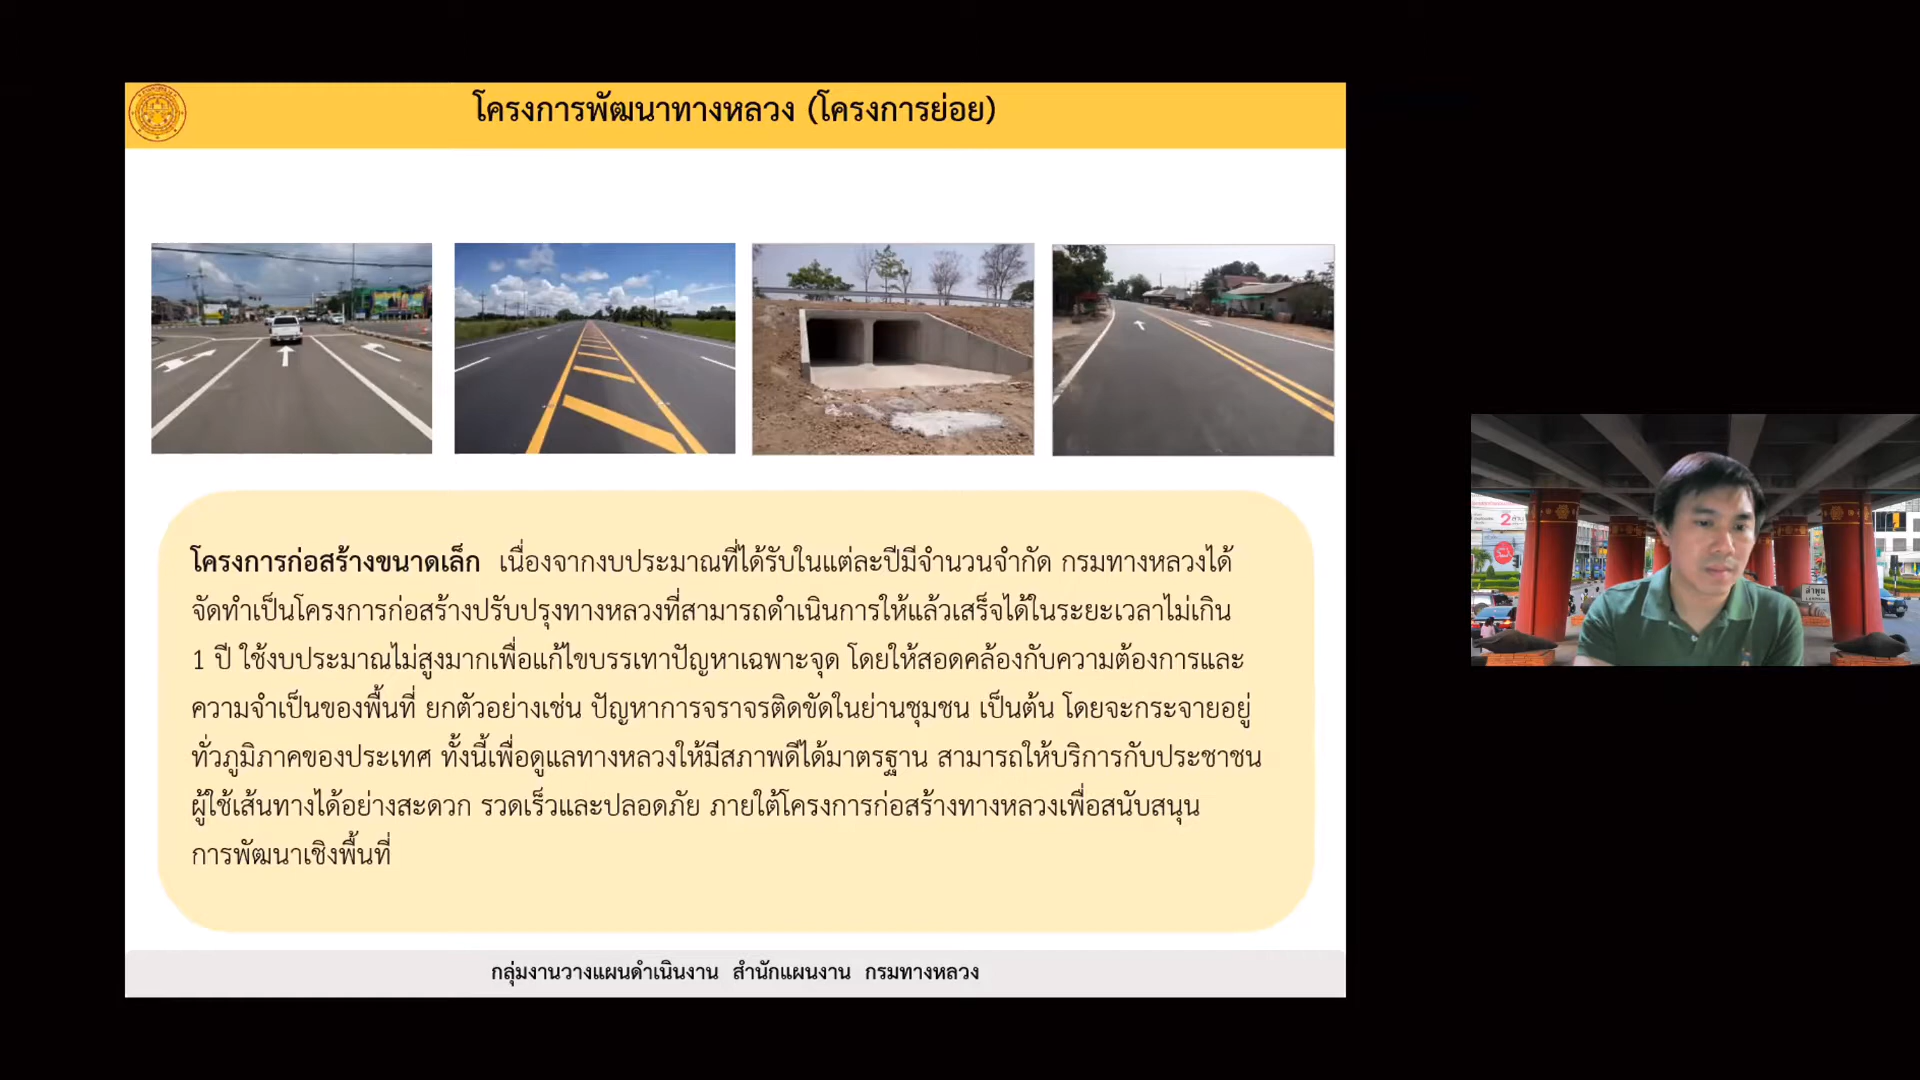 โครงการพัฒนาทางหลวง (โครงการย่อย)
โครงการก่อสร้างขนาดเล็ก เนื่องจากงบประมาณที่ได้รับในแต่ละปีมีจำนวนจำกัด กรมทางหลวงได้
จัดทำเป็นโครงการก่อสร้างปรับปรุงทางหลวงที่สามารถดำเนินการให้แล้วเสร็จได้ในระยะเวลาไม่เกิน
1 ปี ใช้งบประมาณไม่สูงมากเพื่อแก้ไขบรรเทาปัญหาเฉพาะจุด โดยให้สอดคล้องกับความต้องการและ
ความจำเป็นของพื้นที่ ยกตัวอย่างเช่น ปัญหาการจราจรติดขัดในย่านชุมชน เป็นต้น โดยจะกระจายอยู่
ทั่วภูมิภาคของประเทศ ทั้งนี้เพื่อดูแลทางหลวงให้มีสภาพดีได้มาตรฐาน สามารถให้บริการกับประชาชน
ผู้ใช้เส้นทางได้อย่างสะดวก รวดเร็วและปลอดภัย ภายใต้โครงการก่อสร้างทางหลวงเพื่อสนับสนุน
การพัฒนาเชิงพื้นที่
กลุ่มงานวางแผนดำเนินงาน สำนักแผนงาน กรมทางหลวง
2 ลาน
ลำพูน